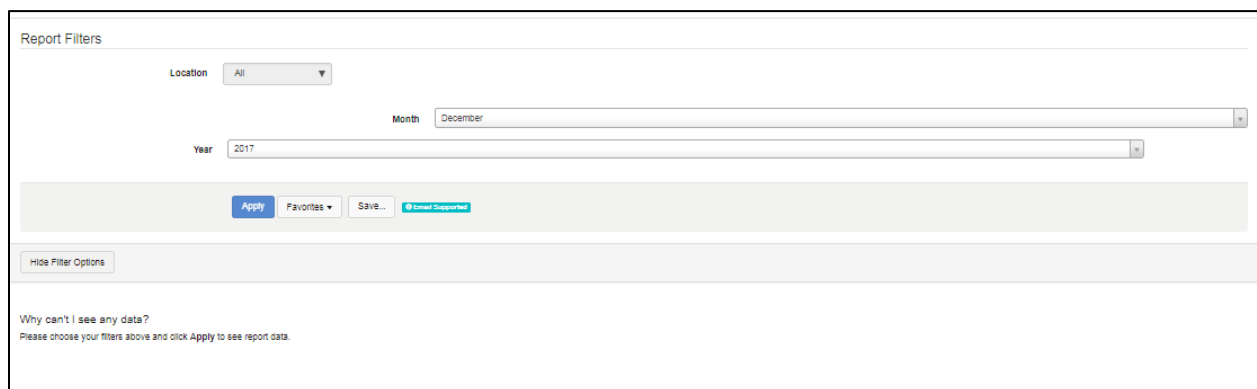 Report Filters
Location All
Month December
Year 2017
Apply Favorites Save... Email Supported
Hide Filter Options
Why can't I see any data?
Please choose your filters above and click Apply to see report data.